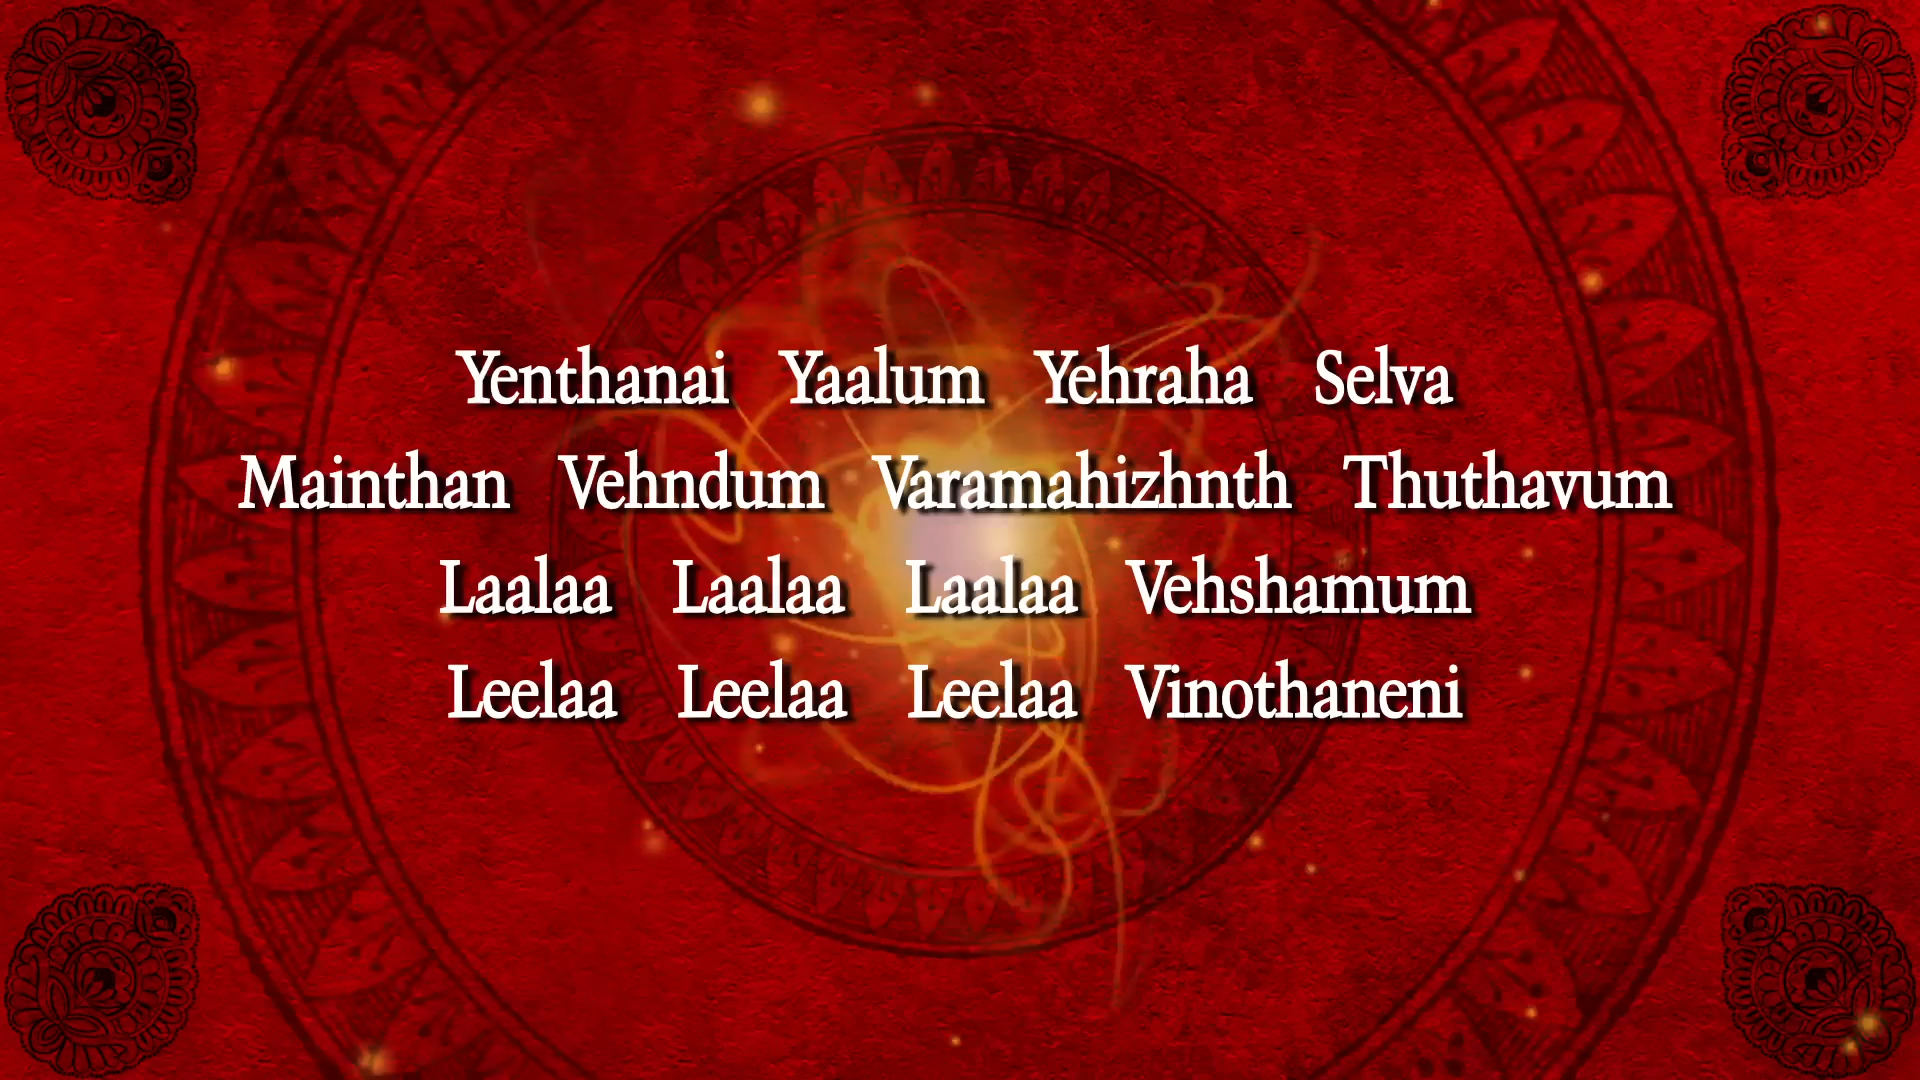 Yenthanai Yaalum Yehraha Selva
Mainthan Vehndum Varamahizhnth Thuthavum
Laalaa Laalaa Laalaa Vehshamum
Leelaa Leelaa Leelaa Vinothaneni